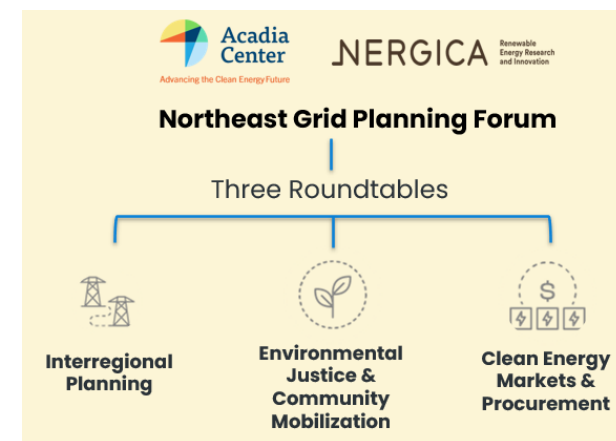 Acadia
Center
Advancing the Clean Energy Future
NERGICA
Renewable
Energy Research
and Innovation
Northeast Grid Planning Forum
Three Roundtables
Interregional
Planning
Environmental
Justice &
Community
Mobilization
$
Clean Energy
Markets &
Procurement